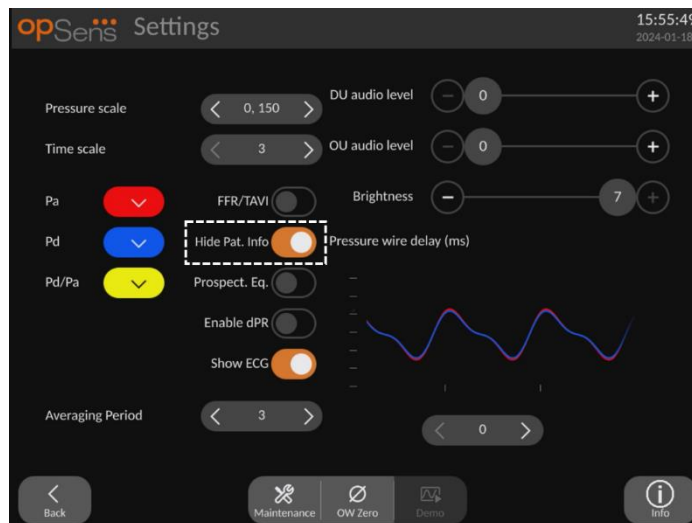 opSens Settings
15:55:49
2024-01-18
Pressure scale
0, 150
DU audio level
0
Time scale
3
OU audio level
0
Pa
FFR/TAVI
Brightness
7
Pd
Hide Pat. Info
Pressure wire delay (ms)
Pd/Pa
Prospect. Eq.
Enable dPR
Show ECG
Averaging Period
3
0
Back
Maintenance
OW Zero
Demo
Info